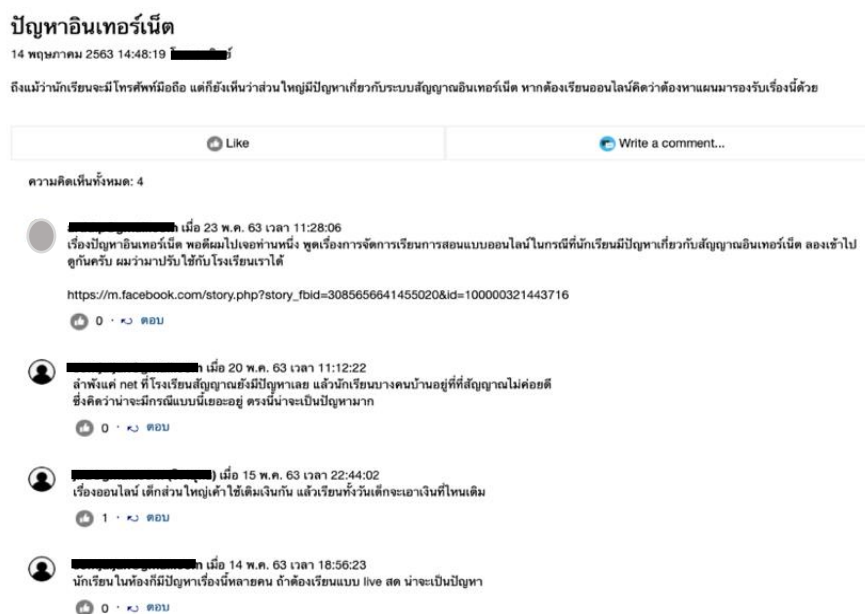 ปัญหาอินเทอร์เน็ต
14 พฤษภาคม 2563 14:48:19
ถึงแม้ว่านักเรียนจะมีโทรศัพท์มือถือ แต่ก็ยังเห็นว่าส่วนใหญ่มีปัญหาเกี่ยวกับระบบสัญญาณอินเทอร์เน็ต หากต้องเรียนออนไลน์คิดว่าต้องหาแผนมารองรับเรื่องนี้ด้วย
Like
Write a comment...
ความคิดเห็นทั้งหมด: 4
เมื่อ 23 พ.ค. 63 เวลา 11:28:06
เรื่องปัญหาอินเทอร์เน็ต พอดีผมไปเจอท่านหนึ่ง พูดเรื่องการจัดการเรียนการสอนแบบออนไลน์ในกรณีที่นักเรียนมีปัญหาเกี่ยวกับสัญญาณอินเทอร์เน็ต ลองเข้าไป
ดูกันครับ ผมว่ามาปรับใช้กับโรงเรียนเราได้
https://m.facebook.com/story.php?story_fbid=3085656641455020&id=100000321443716
0 · ตอบ
เมื่อ 20 พ.ค. 63 เวลา 11:12:22
ลำพังแค่ net ที่โรงเรียนสัญญาณยังมีปัญหาเลย แล้วนักเรียนบางคนบ้านอยู่ที่ที่สัญญาณไม่ค่อยดี
ซึ่งคิดว่าน่าจะมีกรณีแบบนี้เยอะอยู่ ตรงนี้น่าจะเป็นปัญหามาก
0 · ตอบ
เมื่อ 15 พ.ค. 63 เวลา 22:44:02
เรื่องออนไลน์ เด็กส่วนใหญ่เค้าใช้เติมเงินกัน แล้วเรียนทั้งวันเด็กจะเอาเงินที่ไหนเติม
1 · ตอบ
เมื่อ 14 พ.ค. 63 เวลา 18:56:23
นักเรียนในห้องก็มีปัญหาเรื่องนี้หลายคน ถ้าต้องเรียนแบบ live สด น่าจะเป็นปัญหา
0 · ตอบ